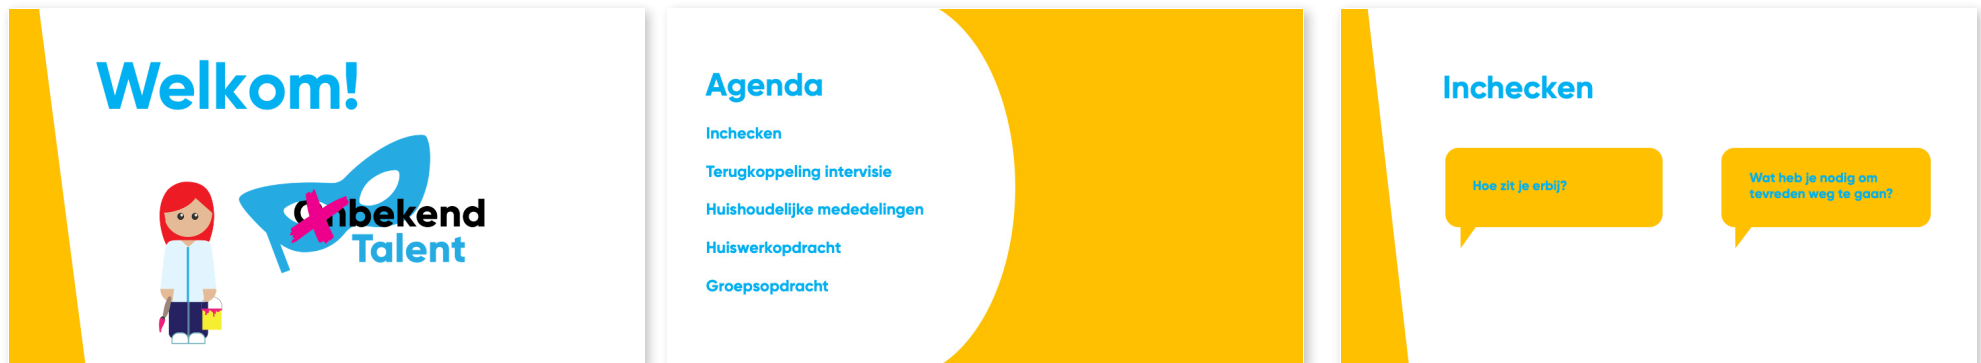 Welkom!
Onbekend
Talent
Agenda
Inchecken
Terugkoppeling intervisie
Huishoudelijke mededelingen
Huiswerkopdracht
Groepsopdracht
Inchecken
Hoe zit je erbij?
Wat heb je nodig om
tevreden weg te gaan?